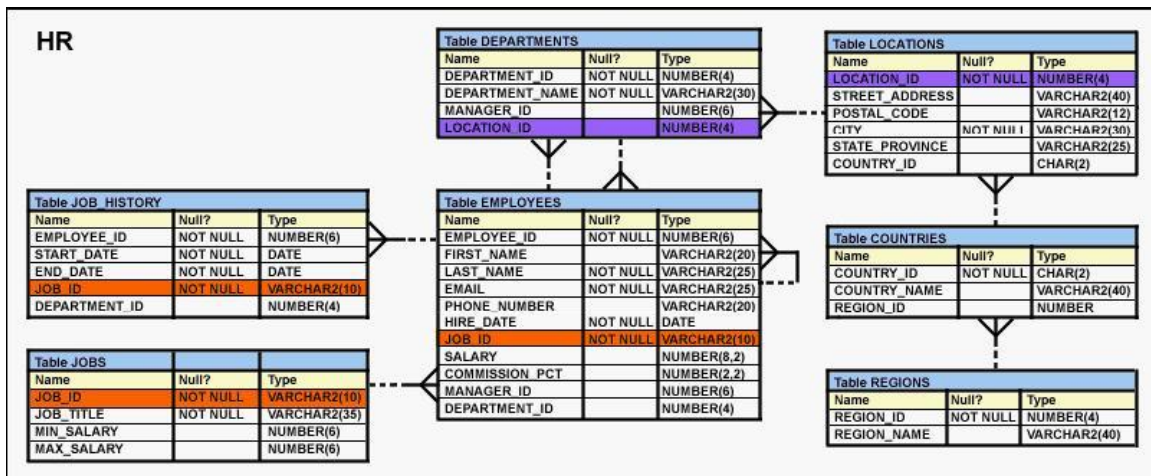 HR
Table DEPARTMENTS
Name Null? Type
DEPARTMENT_ID NOT NULL NUMBER(4)
DEPARTMENT_NAME NOT NULL VARCHAR2(30)
MANAGER_ID NUMBER(6)
LOCATION_ID NUMBER(4)
Table LOCATIONS
Name Null? Type
LOCATION_ID NOT NULL NUMBER(4)
STREET_ADDRESS VARCHAR2(40)
POSTAL_CODE VARCHAR2(12)
CITY NOT NULL VARCHAR2(30)
STATE_PROVINCE VARCHAR2(25)
COUNTRY_ID CHAR(2)
Table JOB_HISTORY
Name Null? Type
EMPLOYEE_ID NOT NULL NUMBER(6)
START_DATE NOT NULL DATE
END_DATE NOT NULL DATE
JOB_ID NOT NULL VARCHAR2(10)
DEPARTMENT_ID NUMBER(4)
Table EMPLOYEES
Name Null? Type
EMPLOYEE_ID NOT NULL NUMBER(6)
FIRST_NAME VARCHAR2(20)
LAST_NAME NOT NULL VARCHAR2(25)
EMAIL NOT NULL VARCHAR2(25)
PHONE_NUMBER VARCHAR2(20)
HIRE_DATE NOT NULL DATE
JOB_ID NOT NULL VARCHAR2(10)
SALARY NUMBER(8,2)
COMMISSION_PCT NUMBER(2,2)
MANAGER_ID NUMBER(6)
DEPARTMENT_ID NUMBER(4)
Table COUNTRIES
Name Null? Type
COUNTRY_ID NOT NULL CHAR(2)
COUNTRY_NAME VARCHAR2(40)
REGION_ID NUMBER
Table JOBS
Name Null? Type
JOB_ID NOT NULL VARCHAR2(10)
JOB_TITLE NOT NULL VARCHAR2(35)
MIN_SALARY NUMBER(6)
MAX_SALARY NUMBER(6)
Table REGIONS
Name Null? Type
REGION_ID NOT NULL NUMBER(4)
REGION_NAME VARCHAR2(40)